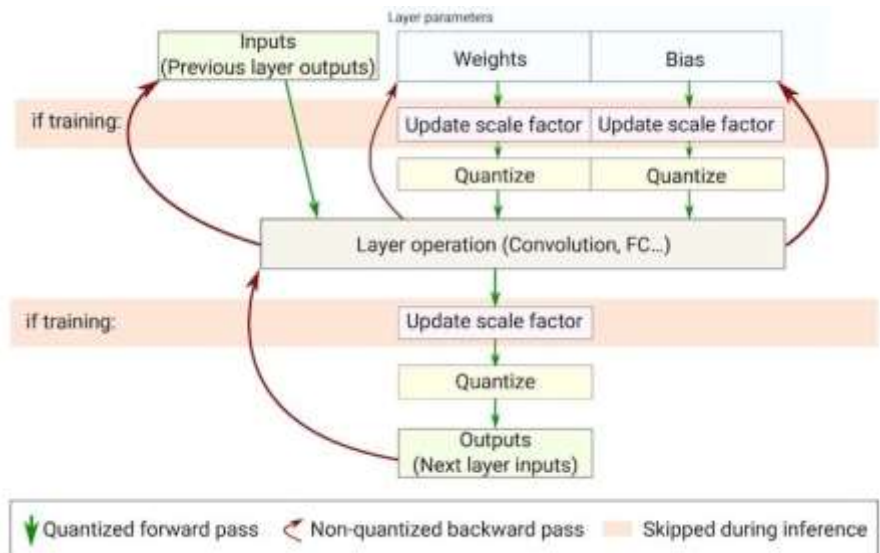 Layer parameters
Inputs
(Previous layer outputs)
Weights
Bias
if training:
Update scale factor
Update scale factor
Quantize
Quantize
Layer operation (Convolution, FC...)
if training:
Update scale factor
Quantize
Outputs
(Next layer inputs)
Quantized forward pass
Non-quantized backward pass
Skipped during inference